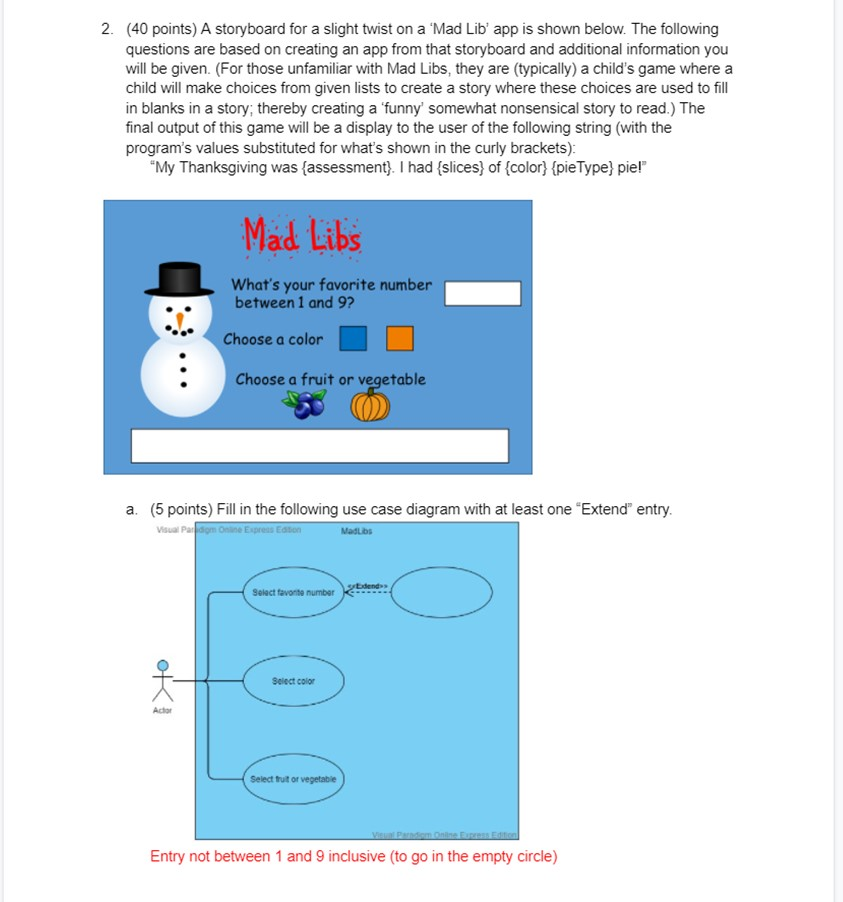 2. (40 points) A storyboard for a slight twist on a 'Mad Lib' app is shown below. The following
questions are based on creating an app from that storyboard and additional information you
will be given. (For those unfamiliar with Mad Libs, they are (typically) a child's game where a
child will make choices from given lists to create a story where these choices are used to fill
in blanks in a story; thereby creating a 'funny' somewhat nonsensical story to read.) The
final output of this game will be a display to the user of the following string (with the
program's values substituted for what's shown in the curly brackets):
"My Thanksgiving was {assessment}. I had {slices} of {color} {pieType} pie!"
Mad Libs
What's your favorite number
between 1 and 9?
Choose a color
Choose a fruit or vegetable
a. (5 points) Fill in the following use case diagram with at least one "Extend" entry.
Visual Paradigm Online Express Edition
MadLibs
Select favorite number
<<Extend>>
Select color
Actor
Select fruit or vegetable
Visual Paradigm Online Express Edition
Entry not between 1 and 9 inclusive (to go in the empty circle)